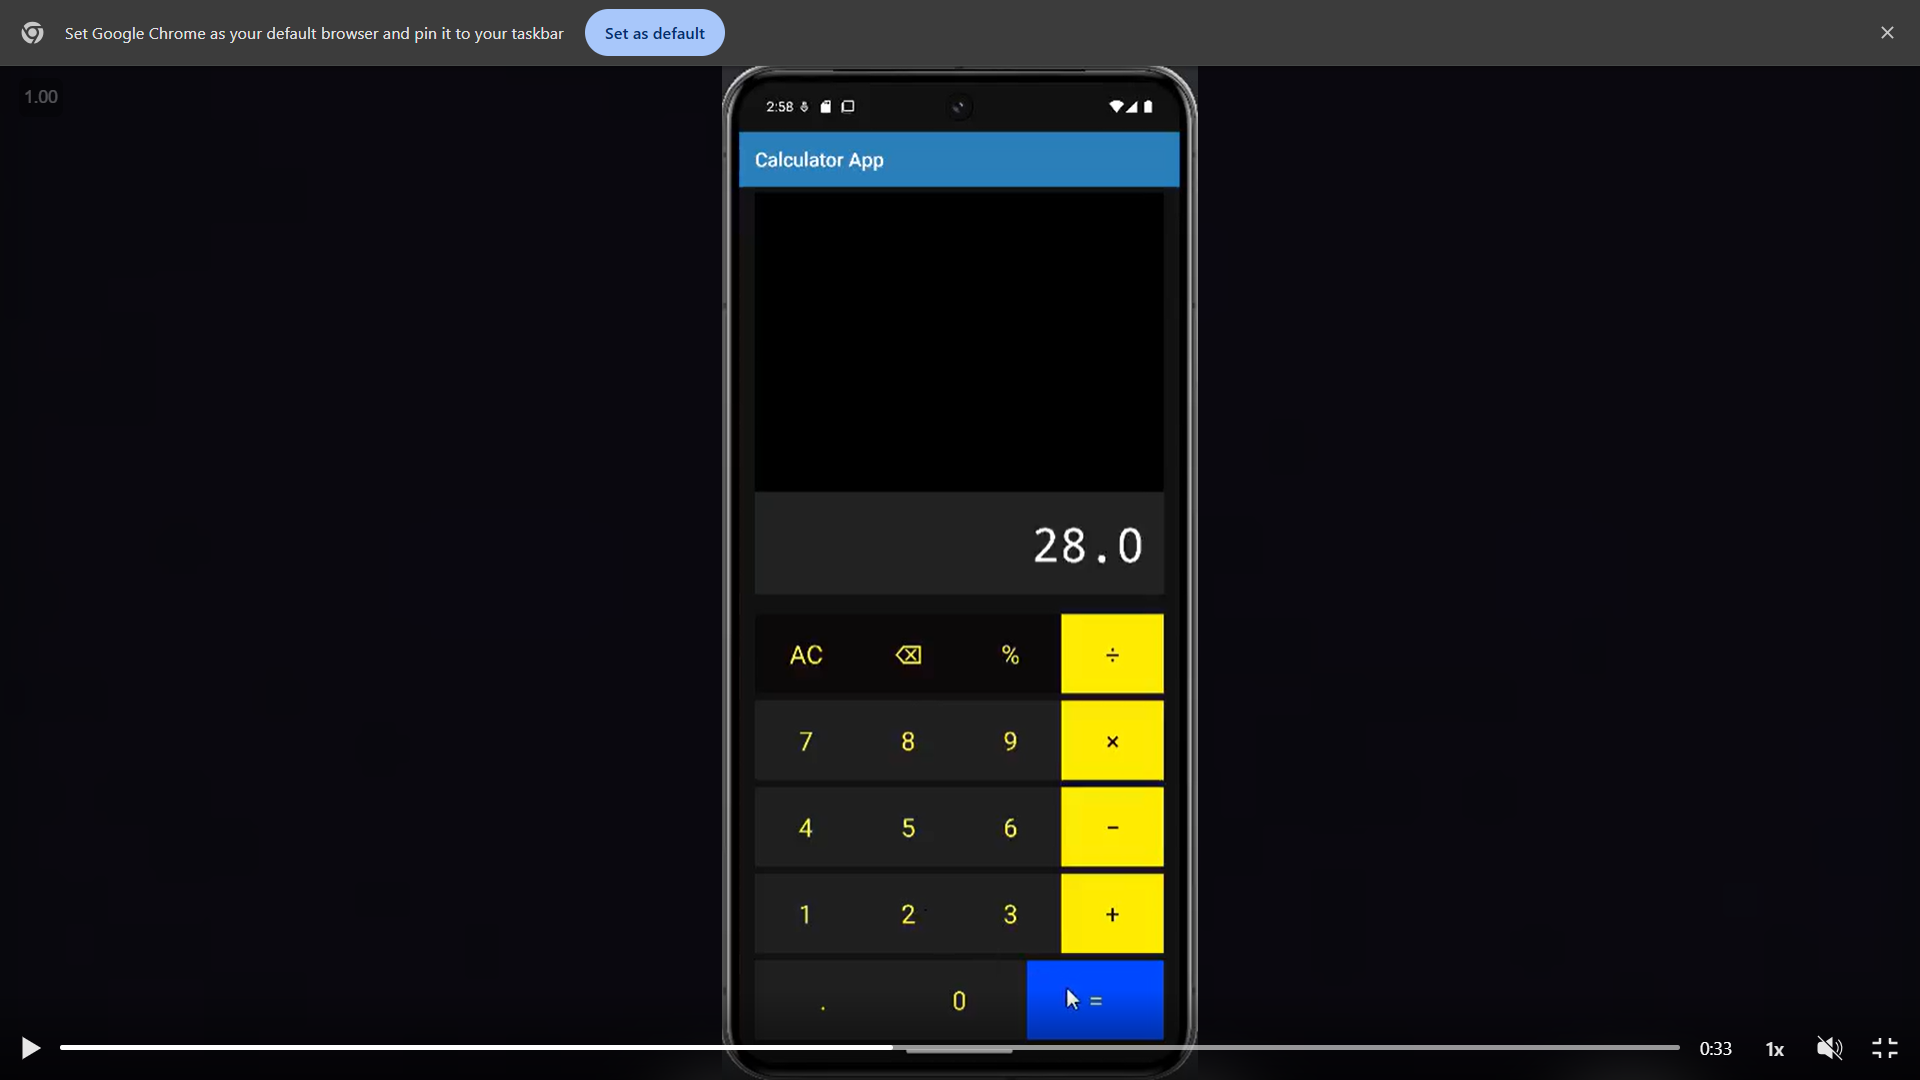 Set Google Chrome as your default browser and pin it to your taskbar
Set as default
1.00
2:58
Calculator App
28.0
AC % ÷
7 8 9 ×
4 5 6 −
1 2 3 +
. 0 =
0:33 1x